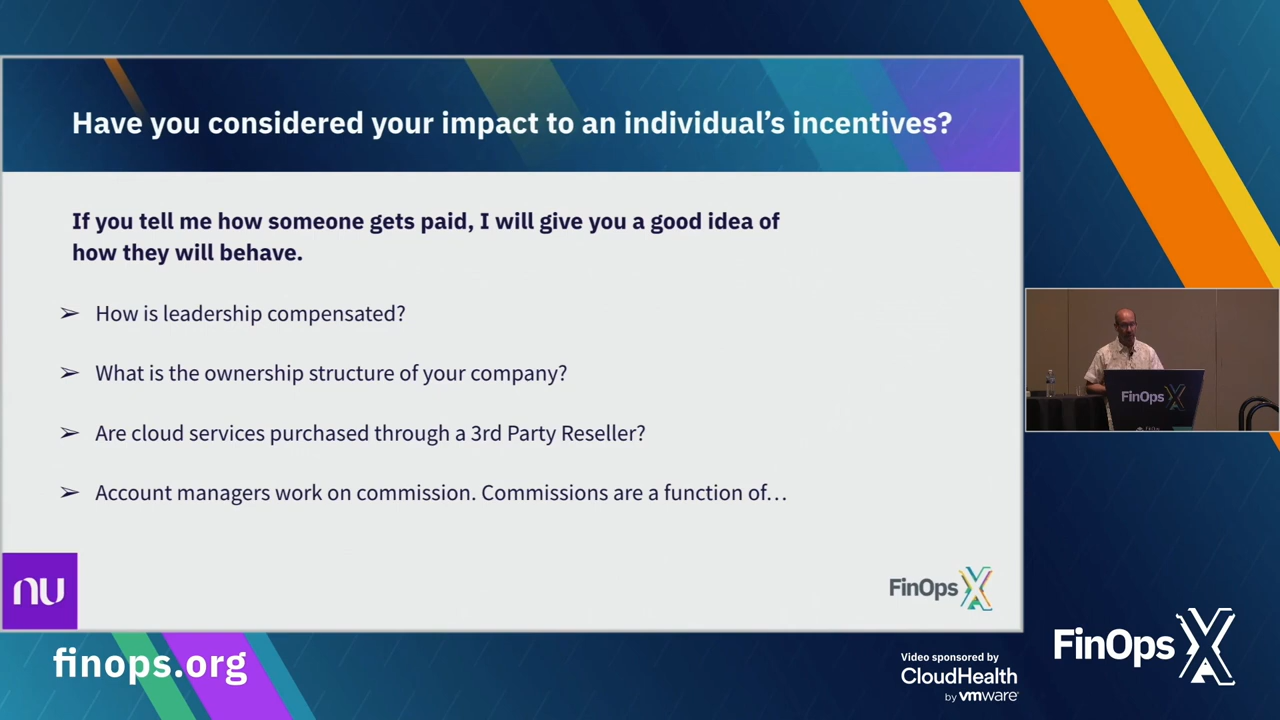 Have you considered your impact to an individual's incentives?
If you tell me how someone gets paid, I will give you a good idea of
how they will behave.
➢ How is leadership compensated?
➢ What is the ownership structure of your company?
➢ Are cloud services purchased through a 3rd Party Reseller?
➢ Account managers work on commission. Commissions are a function of…
nu
FinOps X
FinOps X
finops.org
Video sponsored by
CloudHealth
by vmware
FinOps X